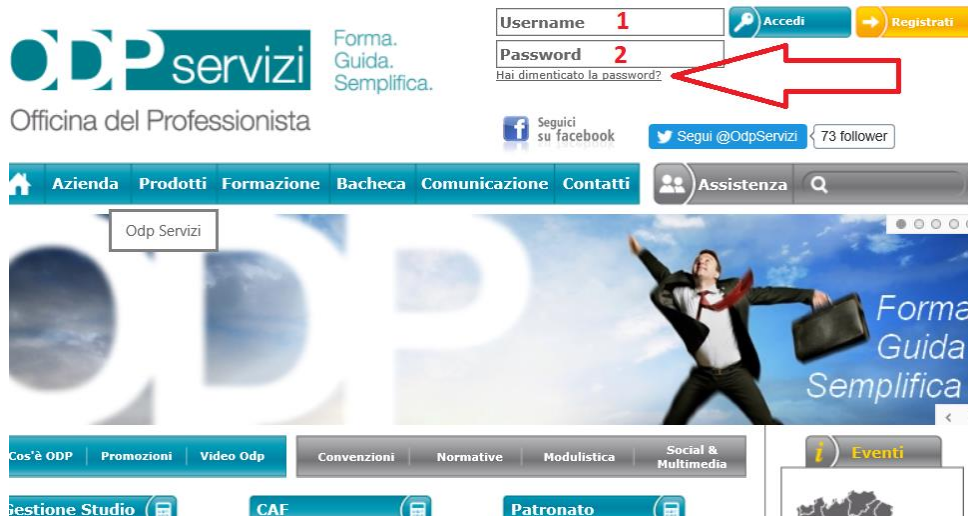 Username 1
Accedi
Registrati
ODP servizi
Forma.
Guida.
Semplifica.
Password 2
Hai dimenticato la password?
Officina del Professionista
Seguici
su facebook
Segui @OdpServizi
73 follower
Azienda Prodotti Formazione Bacheca Comunicazione Contatti Assistenza
Odp Servizi
ODP
Forma
Guida
Semplifica
Cos'è ODP Promozioni Video Odp Convenzioni Normative Modulistica Social & Multimedia
Eventi
Gestione Studio CAF Patronato